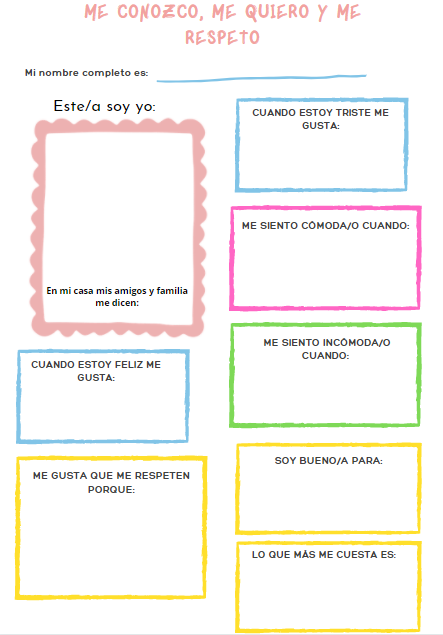 ME CONOZCO, ME QUIERO Y ME
RESPETO
Mi nombre completo es:
Este/a soy yo:
En mi casa mis amigos y familia
me dicen:
CUANDO ESTOY FELIZ ME
GUSTA:
ME GUSTA QUE ME RESPETEN
PORQUE:
CUANDO ESTOY TRISTE ME
GUSTA:
ME SIENTO CÓMODA/O CUANDO:
ME SIENTO INCÓMODA/O
CUANDO:
SOY BUENO/A PARA:
LO QUE MÁS ME CUESTA ES: